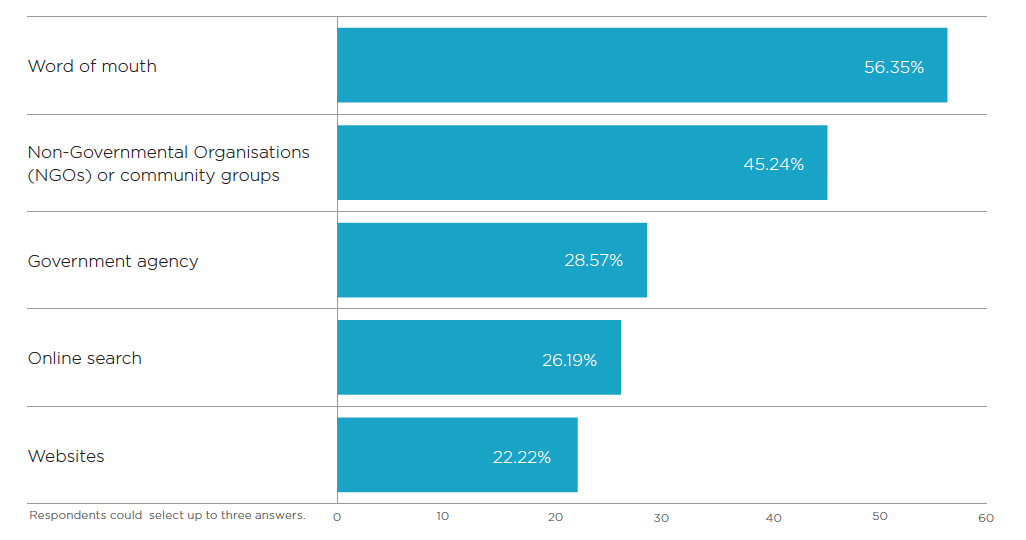 Word of mouth
56.35%
Non-Governmental Organisations
(NGOs) or community groups
45.24%
Government agency
28.57%
Online search
26.19%
Websites
22.22%
Respondents could select up to three answers.
0 10 20 30 40 50 60